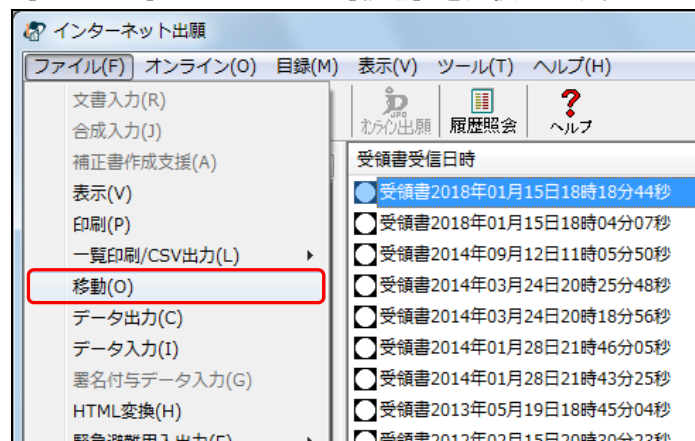 インターネット出願
ファイル(F) オンライン(O) 目録(M) 表示(V) ツール(T) ヘルプ(H)
文書入力(R)
合成入力(J)
補正書作成支援(A)
表示(V)
印刷(P)
一覧印刷/CSV出力(L)
移動(O)
データ出力(C)
データ入力(I)
署名付与データ入力(G)
HTML変換(H)
オンライン出願 履歴照会 ヘルプ
受領書受信日時
受領書2018年01月15日18時18分44秒
受領書2018年01月15日18時04分07秒
受領書2014年09月12日11時05分50秒
受領書2014年03月24日20時25分48秒
受領書2014年03月24日20時18分56秒
受領書2014年01月28日21時46分05秒
受領書2014年01月28日21時43分25秒
受領書2013年05月19日18時45分04秒